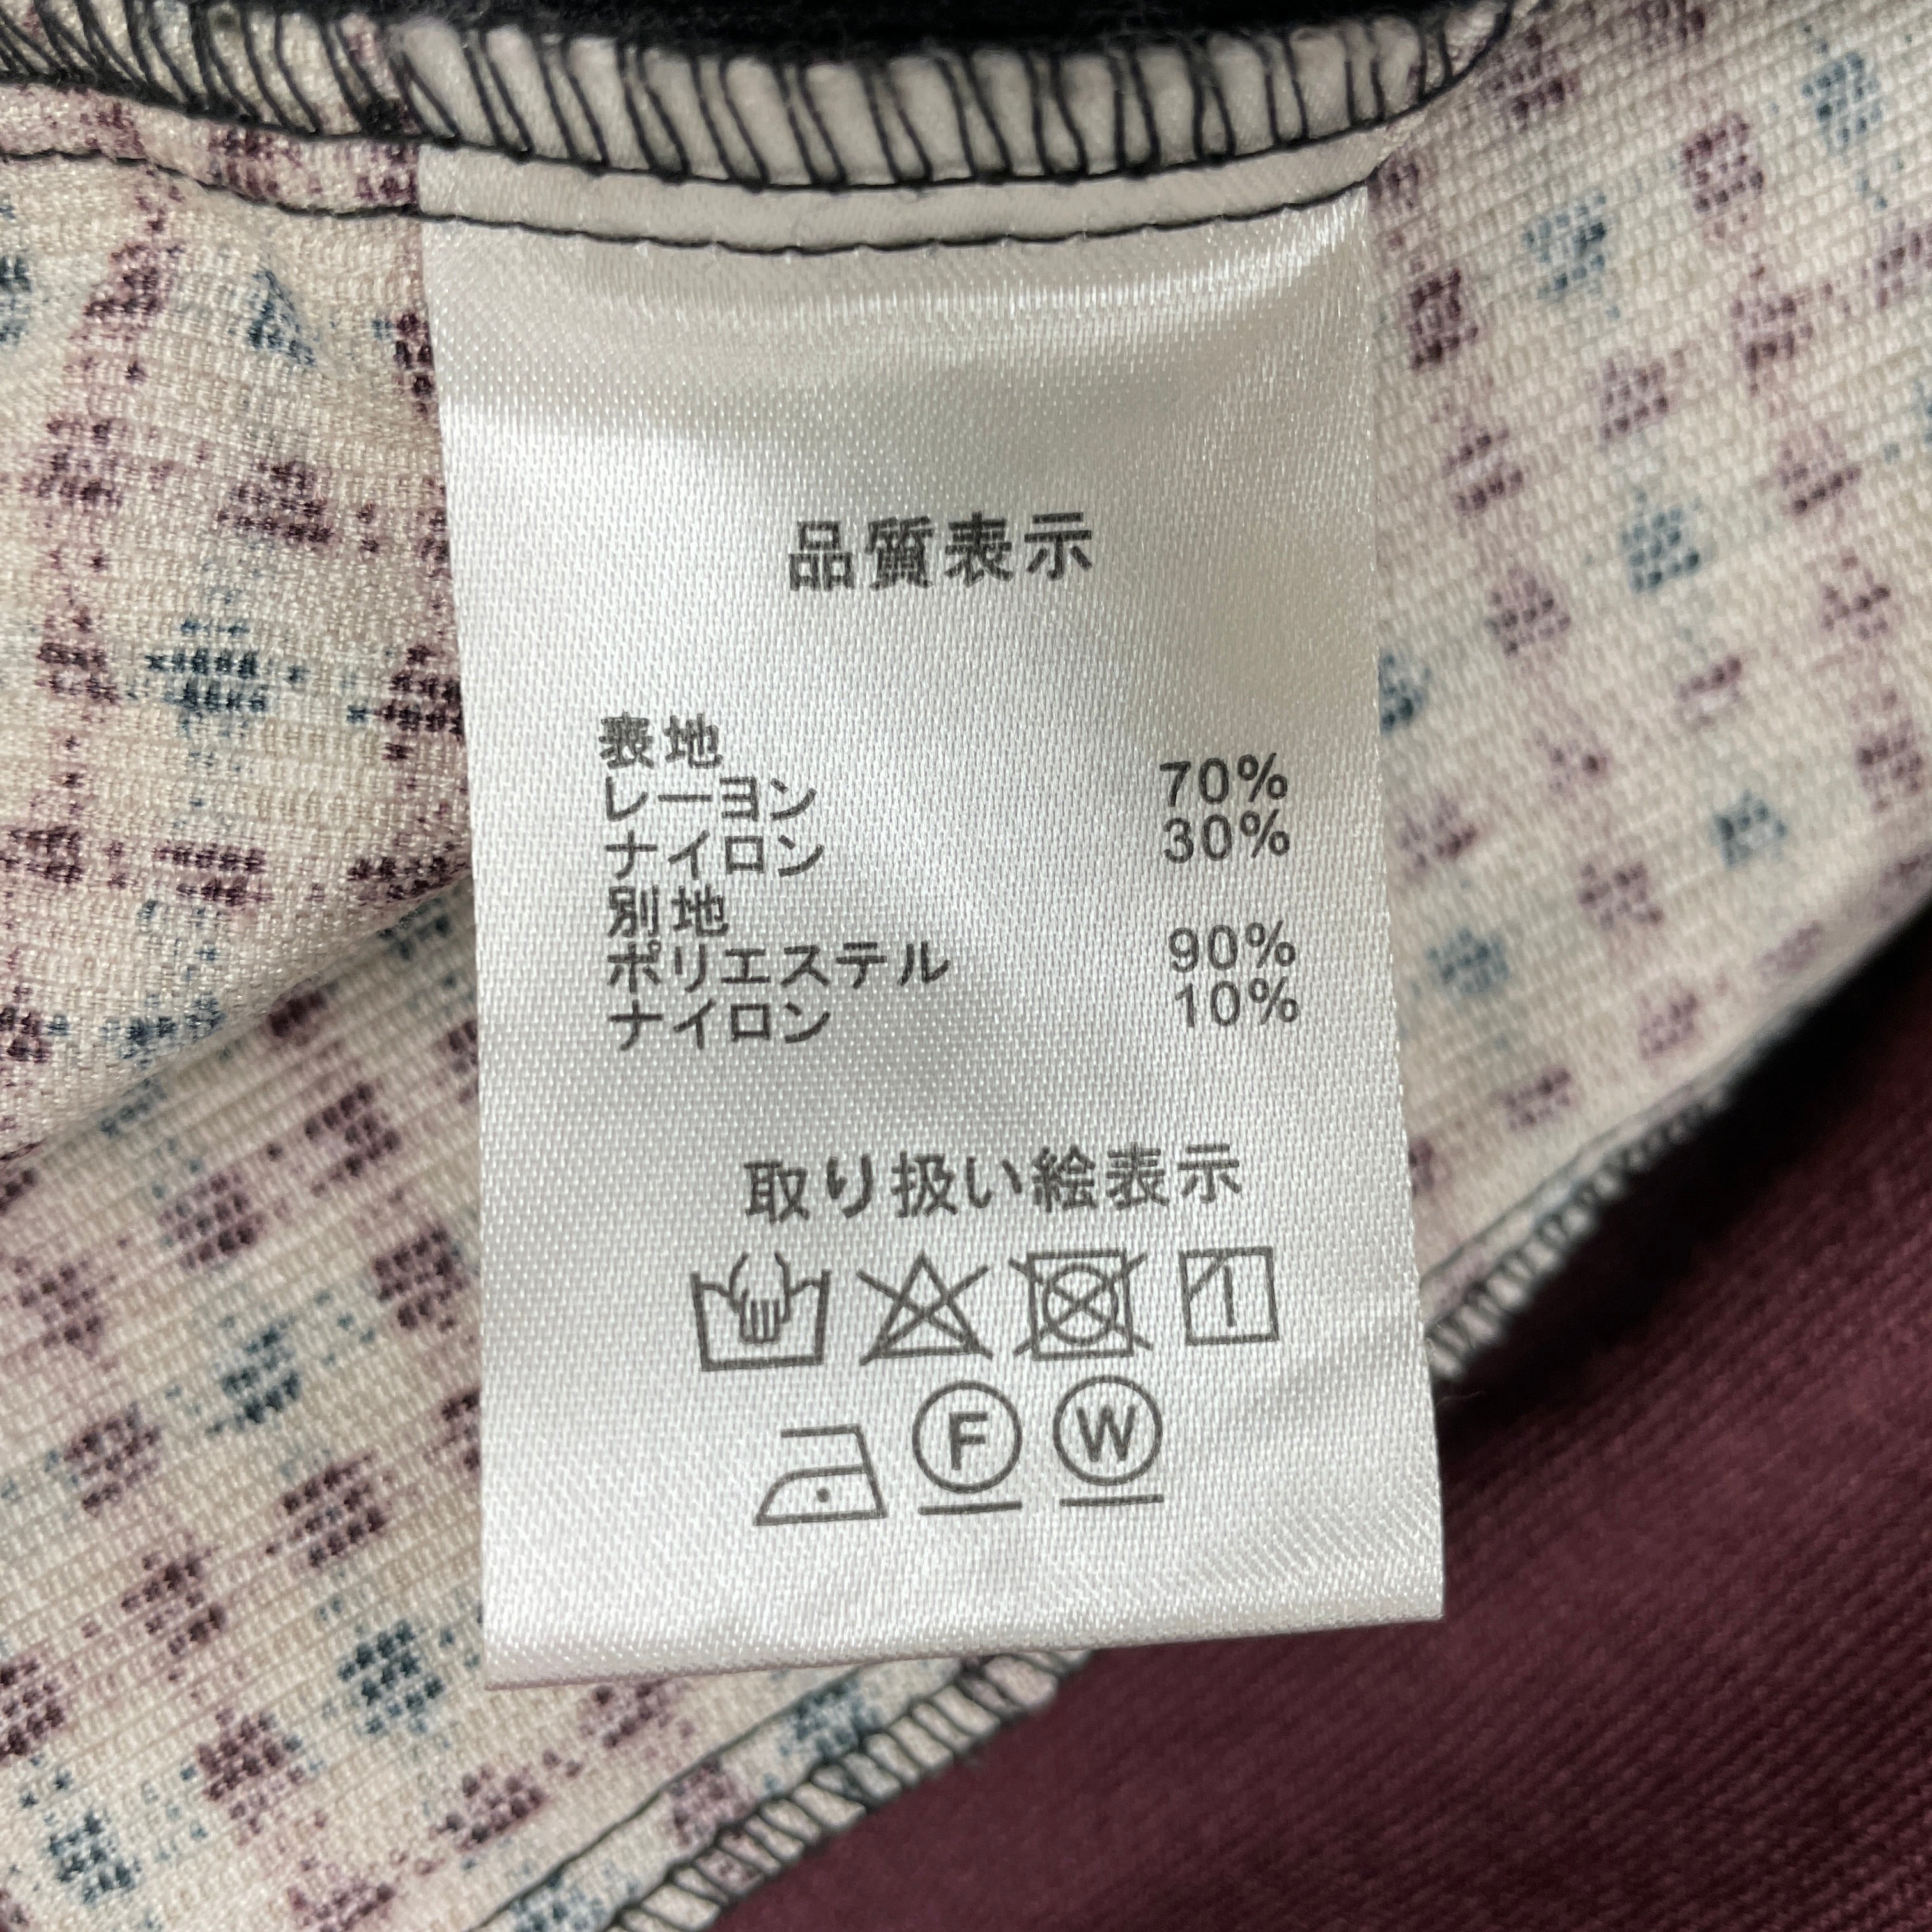 品質表示
表地
レーヨン 70%
ナイロン 30%
別地
ポリエステル 90%
ナイロン 10%
取り扱い絵表示
F W